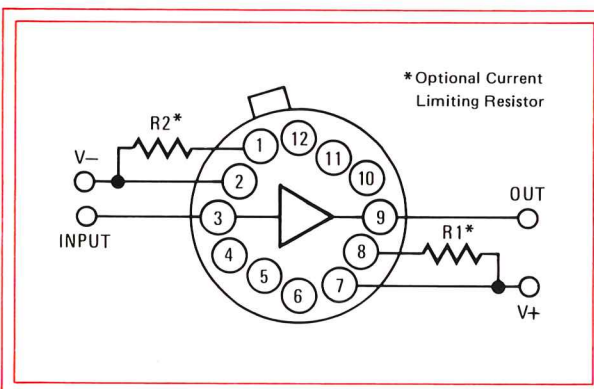 *Optional Current
Limiting Resistor
R2*
V−
INPUT
1
12
11
10
2
3
9
4
8
5
6
7
OUT
R1*
V+